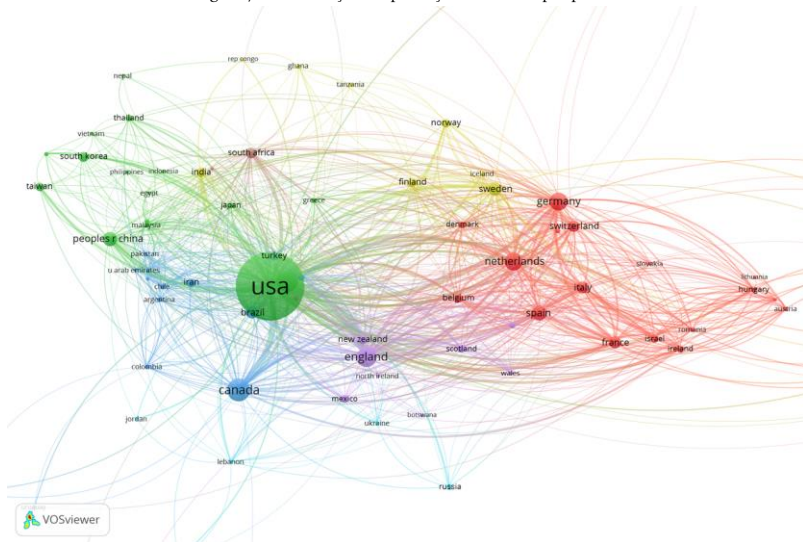 rep songo
ghana
nepal
tanzania
thailand
norway
vietnam
south korea
south africa
philippines
indonesia
india
iceland
taiwan
finland
sweden
egypt
japan
greece
germany
malaysia
denmark
switzerland
peoples r china
pakistan
turkey
netherlands
u arab emirates
slovakia
iran
usa
lithuania
chile
italy
hungary
argentina
belgium
brazil
spain
austria
romania
new zealand
israel
france
ireland
scotland
england
colombia
wales
north ireland
canada
mexico
botswana
jordan
ukraine
lebanon
russia
VOSviewer